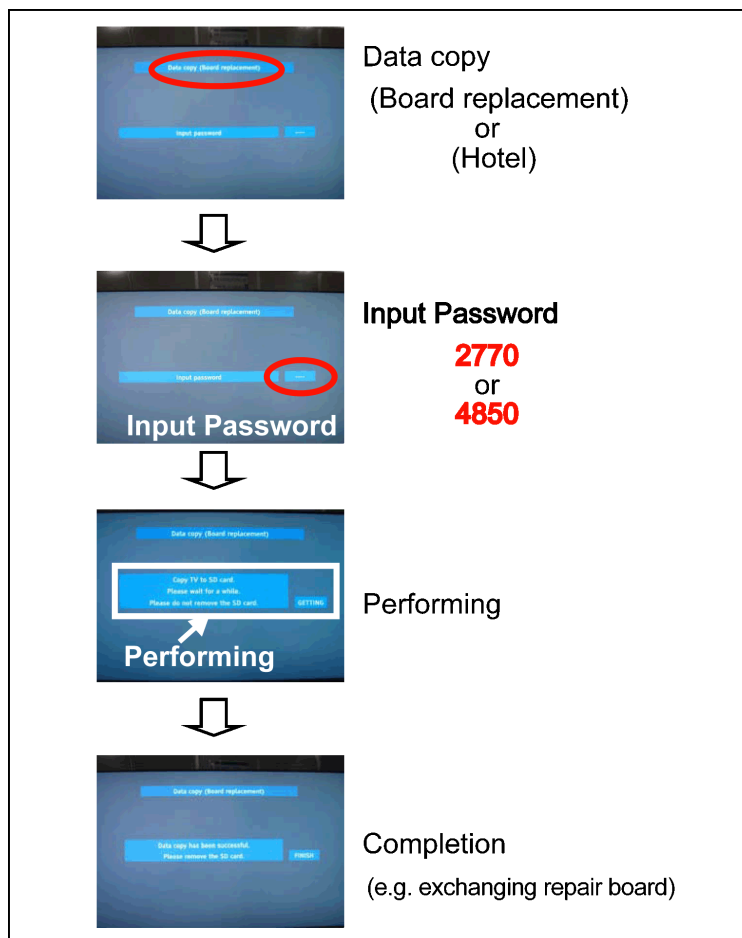 Data copy (Board replacement)
Input password ----
Data copy
(Board replacement)
or
(Hotel)
Data copy (Board replacement)
Input password ----
Input Password
Input Password
2770
or
4850
Data copy (Board replacement)
Copy TV to SD card.
Please wait for a while.
Please do not remove the SD card.
GETTING
Performing
Performing
Data copy (Board replacement)
Data copy has been successful.
Please remove the SD card.
FINISH
Completion
(e.g. exchanging repair board)